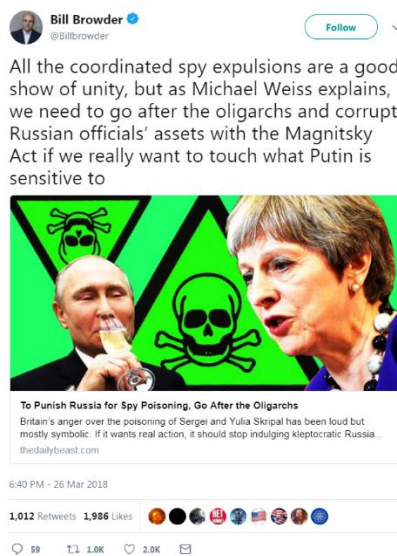 Bill Browder
@Billbrowder
Follow
All the coordinated spy expulsions are a good
show of unity, but as Michael Weiss explains,
we need to go after the oligarchs and corrupt
Russian officials' assets with the Magnitsky
Act if we really want to touch what Putin is
sensitive to
To Punish Russia for Spy Poisoning, Go After the Oligarchs
Britain's anger over the poisoning of Sergei and Yulia Skripal has been loud but
mostly symbolic. If it wants real action, it should stop indulging kleptocratic Russia...
thedailybeast.com
6:40 PM - 26 Mar 2018
1,012 Retweets 1,986 Likes
59 1.0K 2.0K